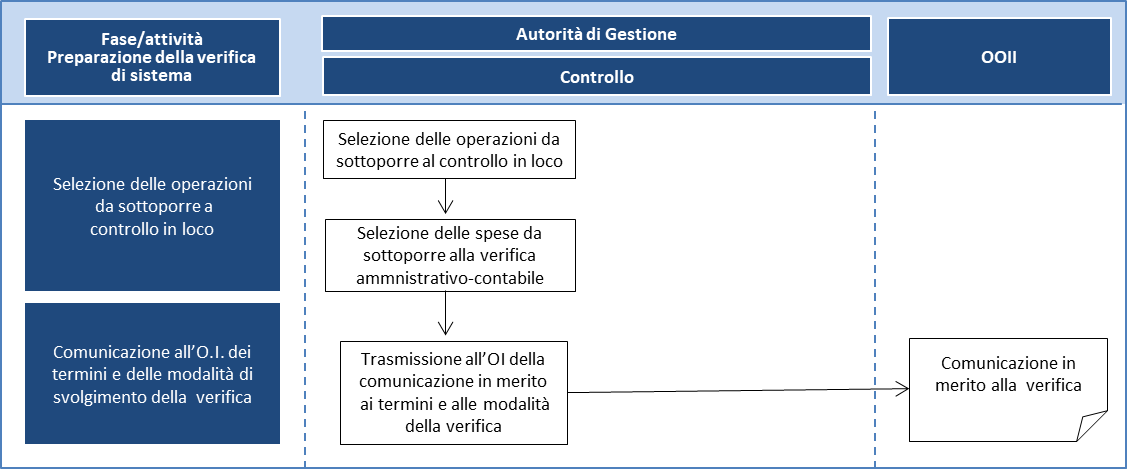 Fase/attività
Preparazione della verifica
di sistema
Autorità di Gestione
Controllo
OOII
Selezione delle operazioni
da sottoporre a
controllo in loco
Selezione delle operazioni da
sottoporre al controllo in loco
Selezione delle spese da
sottoporre alla verifica
ammnistrativo-contabile
Comunicazione all’O.I. dei
termini e delle modalità di
svolgimento della verifica
Trasmissione all’OI della
comunicazione in merito
ai termini e alle modalità
della verifica
Comunicazione in
merito alla verifica